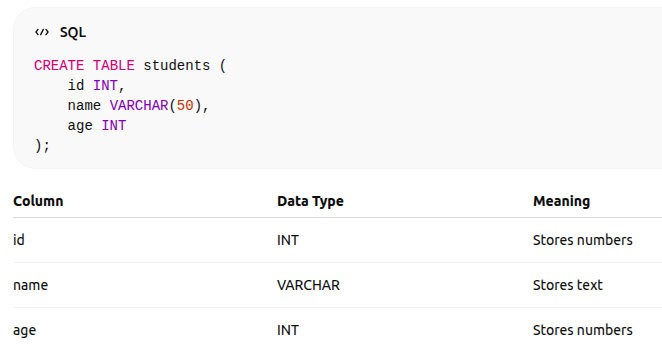 SQL
CREATE TABLE students (
    id INT,
    name VARCHAR(50),
    age INT
);
Column Data Type Meaning
id INT Stores numbers
name VARCHAR Stores text
age INT Stores numbers